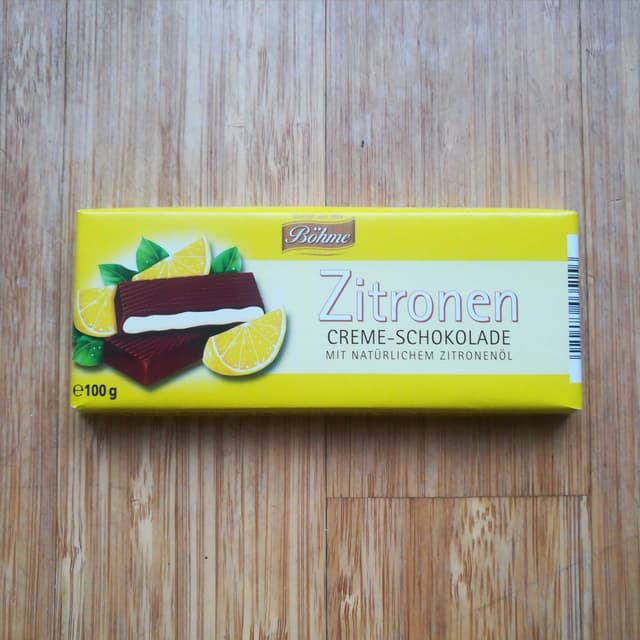 Böhme
Zitronen
CREME-SCHOKOLADE
MIT NATÜRLICHEM ZITRONENÖL
℮100 g